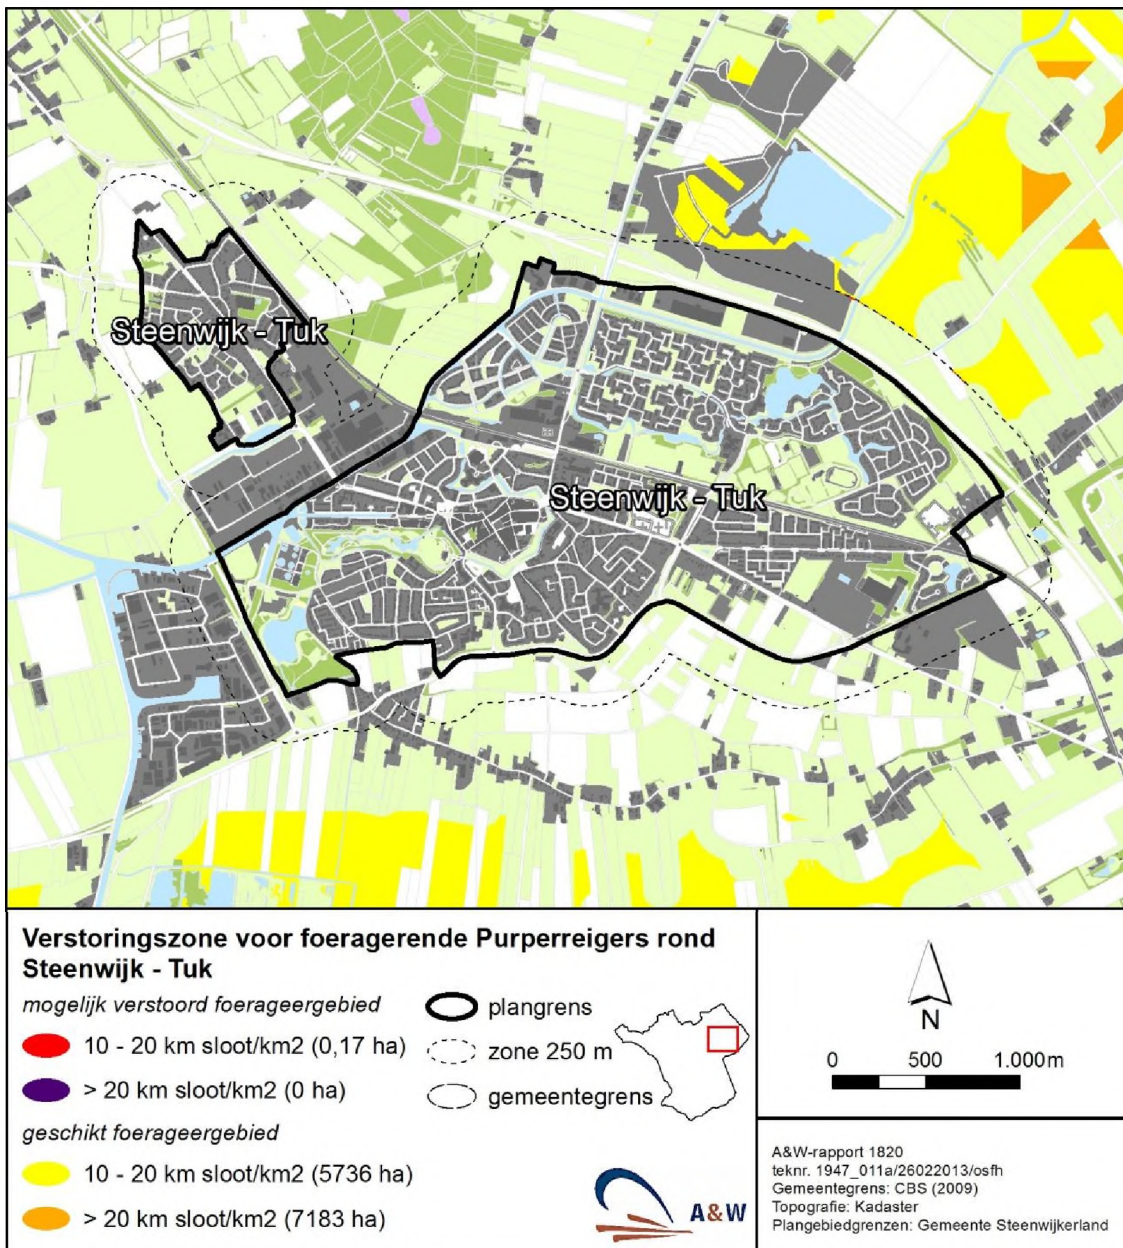 Steenwijk - Tuk
Steenwijk - Tuk
Verstoringszone voor foeragerende Purperreigers rond
Steenwijk - Tuk
mogelijk verstoord foerageergebied
10 - 20 km sloot/km2 (0,17 ha)
> 20 km sloot/km2 (0 ha)
geschikt foerageergebied
10 - 20 km sloot/km2 (5736 ha)
> 20 km sloot/km2 (7183 ha)
plangrens
zone 250 m
gemeentegrens
A&W
N
0 500 1.000m
A&W-rapport 1820
teknr. 1947_011a/26022013/osfh
Gemeentegrens: CBS (2009)
Topografie: Kadaster
Plangebiedgrenzen: Gemeente Steenwijkerland